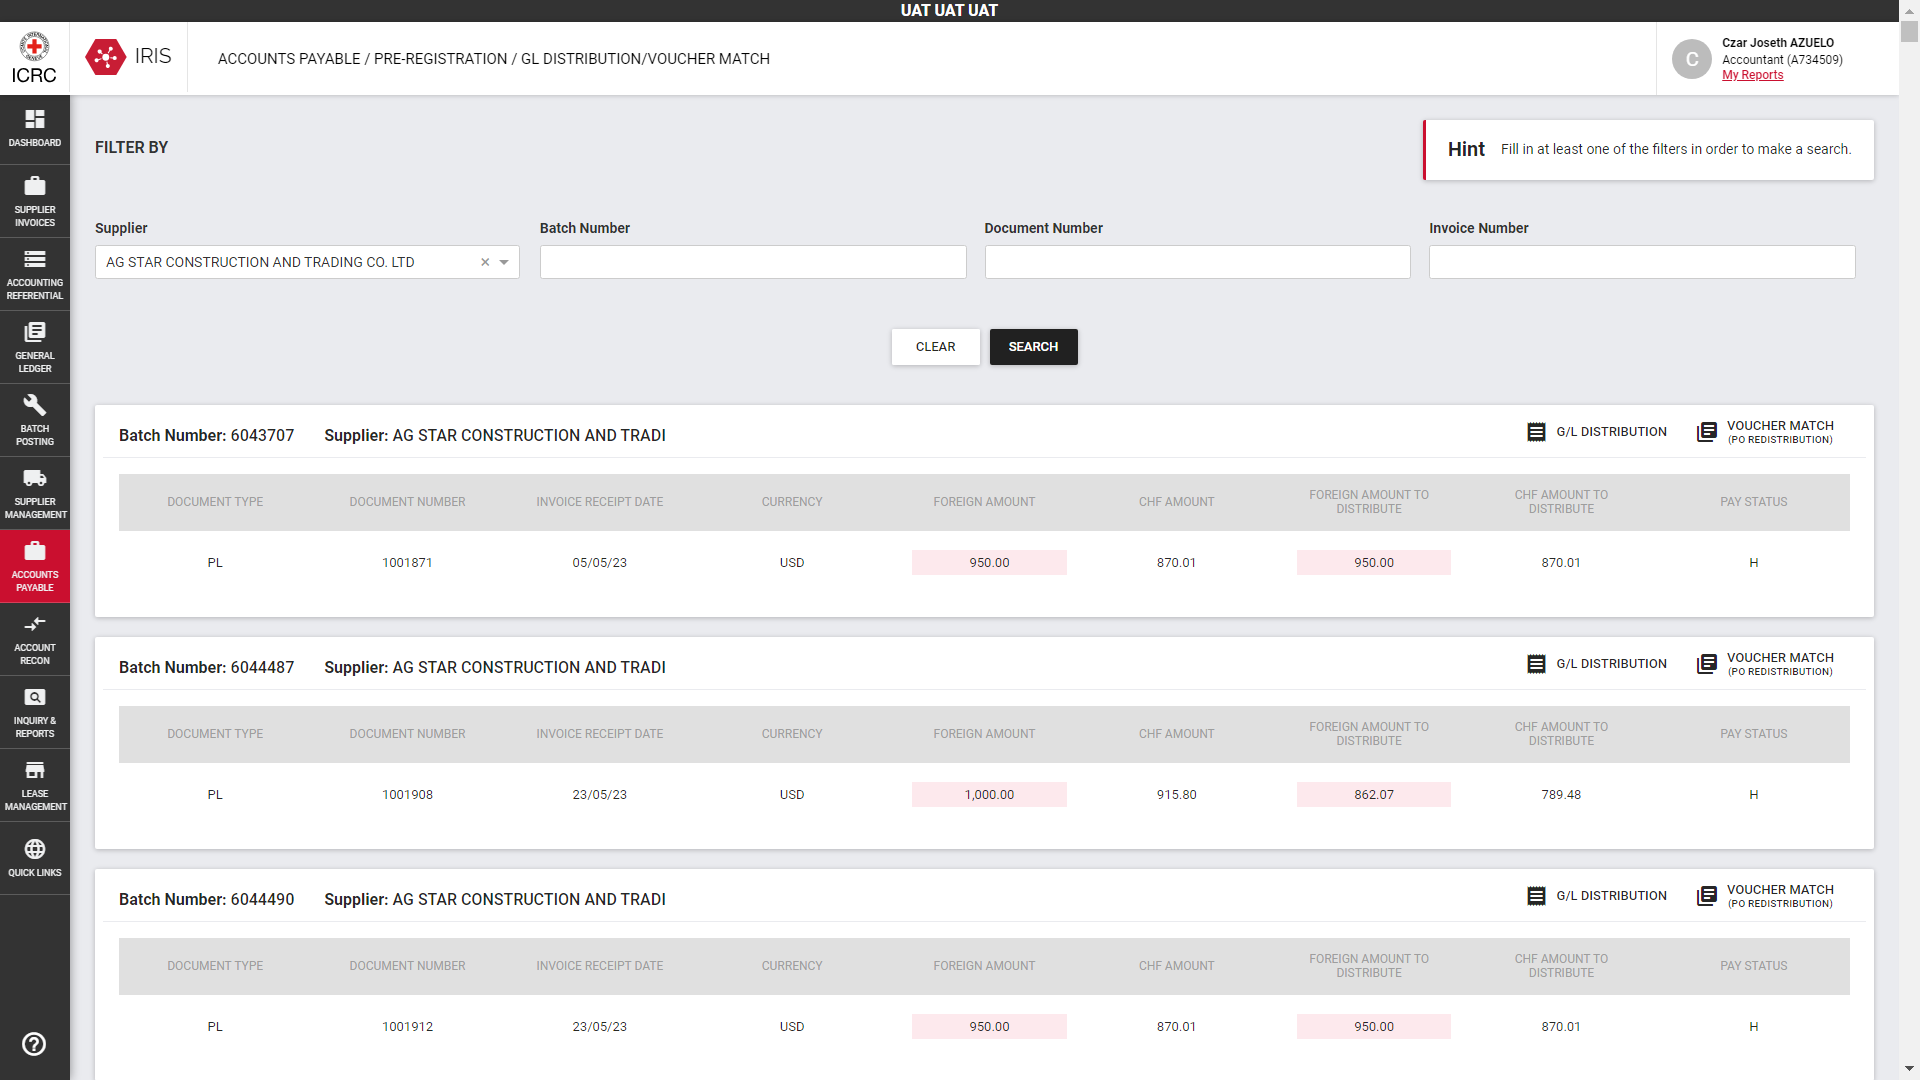 UAT UAT UAT
ICRC
IRIS
ACCOUNTS PAYABLE / PRE-REGISTRATION / GL DISTRIBUTION/VOUCHER MATCH
C
Czar Joseth AZUELO
Accountant (A734509)
My Reports
DASHBOARD
SUPPLIER
INVOICES
ACCOUNTING
REFERENTIAL
GENERAL
LEDGER
BATCH
POSTING
SUPPLIER
MANAGEMENT
ACCOUNTS
PAYABLE
ACCOUNT
RECON
INQUIRY &
REPORTS
LEASE
MANAGEMENT
QUICK LINKS
FILTER BY
Hint Fill in at least one of the filters in order to make a search.
Supplier Batch Number Document Number Invoice Number
AG STAR CONSTRUCTION AND TRADING CO. LTD
CLEAR SEARCH
Batch Number: 6043707 Supplier: AG STAR CONSTRUCTION AND TRADI G/L DISTRIBUTION VOUCHER MATCH
(PO REDISTRIBUTION)
DOCUMENT TYPE DOCUMENT NUMBER INVOICE RECEIPT DATE CURRENCY FOREIGN AMOUNT CHF AMOUNT FOREIGN AMOUNT TO DISTRIBUTE CHF AMOUNT TO DISTRIBUTE PAY STATUS
PL 1001871 05/05/23 USD 950.00 870.01 950.00 870.01 H
Batch Number: 6044487 Supplier: AG STAR CONSTRUCTION AND TRADI G/L DISTRIBUTION VOUCHER MATCH
(PO REDISTRIBUTION)
DOCUMENT TYPE DOCUMENT NUMBER INVOICE RECEIPT DATE CURRENCY FOREIGN AMOUNT CHF AMOUNT FOREIGN AMOUNT TO DISTRIBUTE CHF AMOUNT TO DISTRIBUTE PAY STATUS
PL 1001908 23/05/23 USD 1,000.00 915.80 862.07 789.48 H
Batch Number: 6044490 Supplier: AG STAR CONSTRUCTION AND TRADI G/L DISTRIBUTION VOUCHER MATCH
(PO REDISTRIBUTION)
DOCUMENT TYPE DOCUMENT NUMBER INVOICE RECEIPT DATE CURRENCY FOREIGN AMOUNT CHF AMOUNT FOREIGN AMOUNT TO DISTRIBUTE CHF AMOUNT TO DISTRIBUTE PAY STATUS
PL 1001912 23/05/23 USD 950.00 870.01 950.00 870.01 H